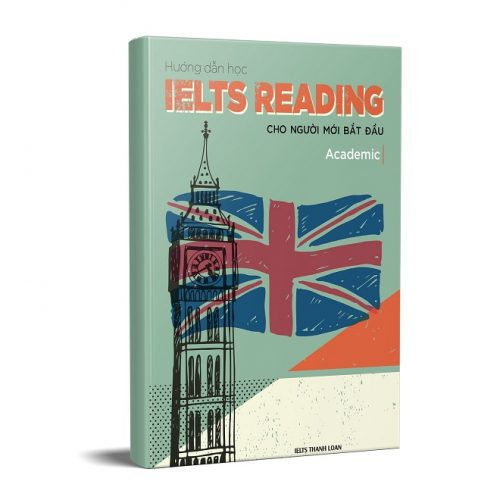 Hướng dẫn học
IELTS READING
CHO NGƯỜI MỚI BẮT ĐẦU
Academic
IELTS THANH LOAN